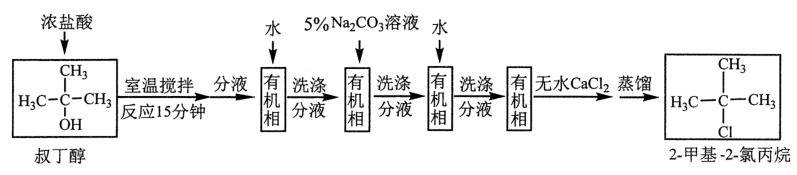 浓盐酸
CH₃
H₃C
CH₃
OH
叔丁醇
室温搅拌
反应15分钟
分液
水
有机相
洗涤
分液
5%Na₂CO₃溶液
有机相
洗涤
分液
水
有机相
洗涤
分液
有机相
无水CaCl₂
蒸馏
CH₃
H₃C
CH₃
Cl
2-甲基-2-氯丙烷